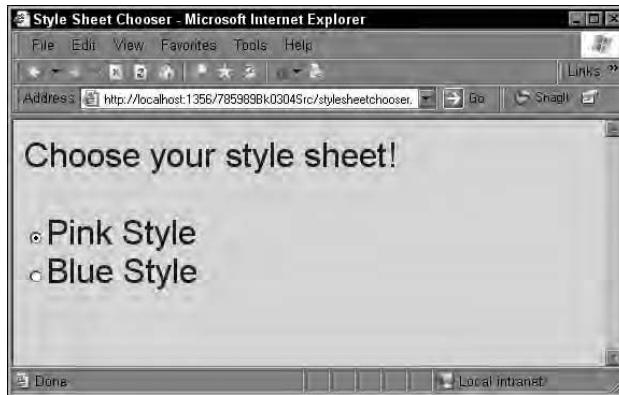 Style Sheet Chooser - Microsoft Internet Explorer
File Edit View Favorites Tools Help
Links »
Address http://localhost:1356/785989Bk0304Src/stylesheetchooser. Go SnagIt
Choose your style sheet!
Pink Style
Blue Style
Done Local intranet